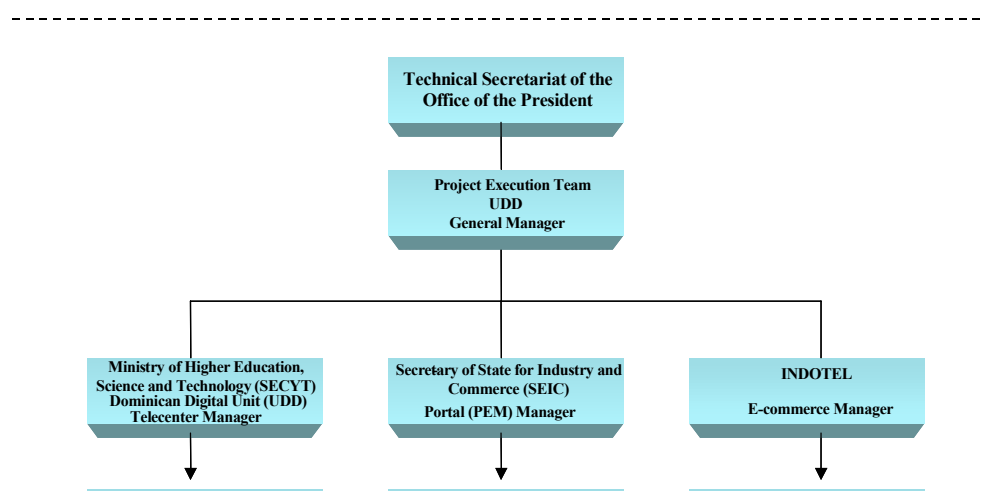 Technical Secretariat of the
Office of the President
Project Execution Team
UDD
General Manager
Ministry of Higher Education,
Science and Technology (SECYT)
Dominican Digital Unit (UDD)
Telecenter Manager
Secretary of State for Industry and
Commerce (SEIC)
Portal (PEM) Manager
INDOTEL
E-commerce Manager